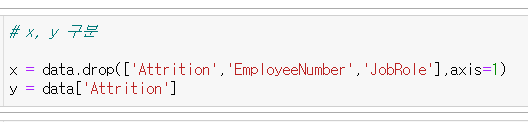 # x, y 구분
x = data.drop(['Attrition','EmployeeNumber','JobRole'],axis=1)
y = data['Attrition']